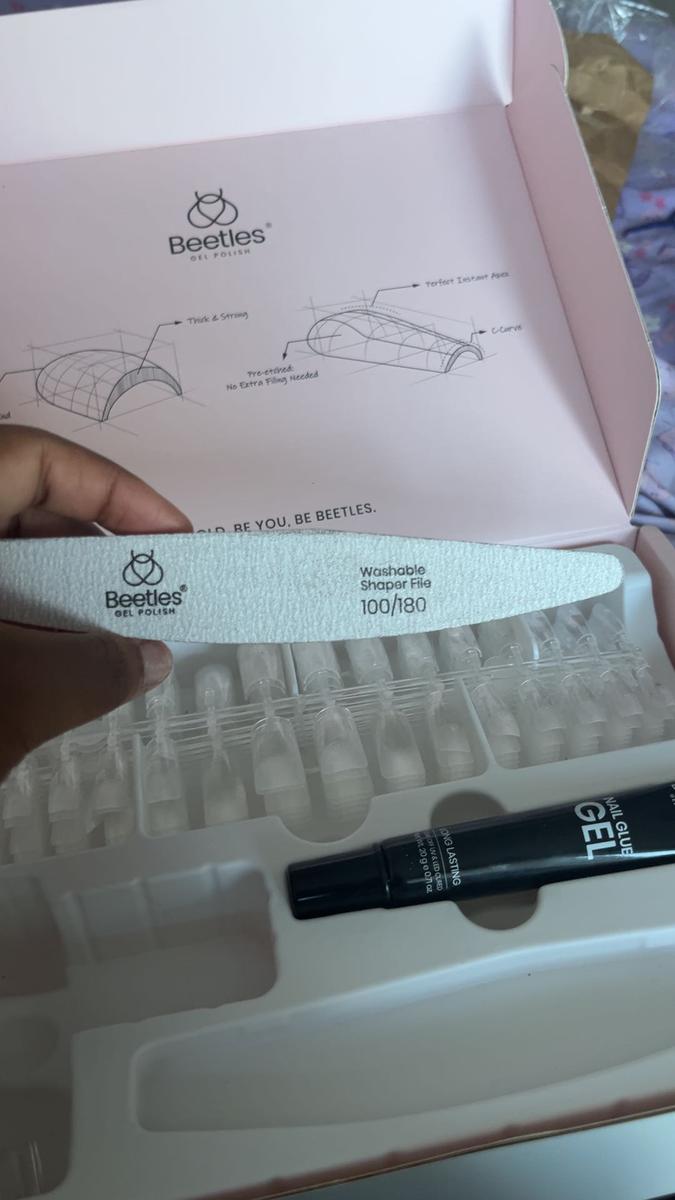 Beetles®
GEL POLISH
Perfect Instant Apex
Thick & Strong
C-Curve
Pre-etched:
No Extra Filing Needed
BE YOU, BE BEETLES.
Beetles®
GEL POLISH
Washable
Shaper File
100/180
NAIL GLUE
GEL
LONG LASTING